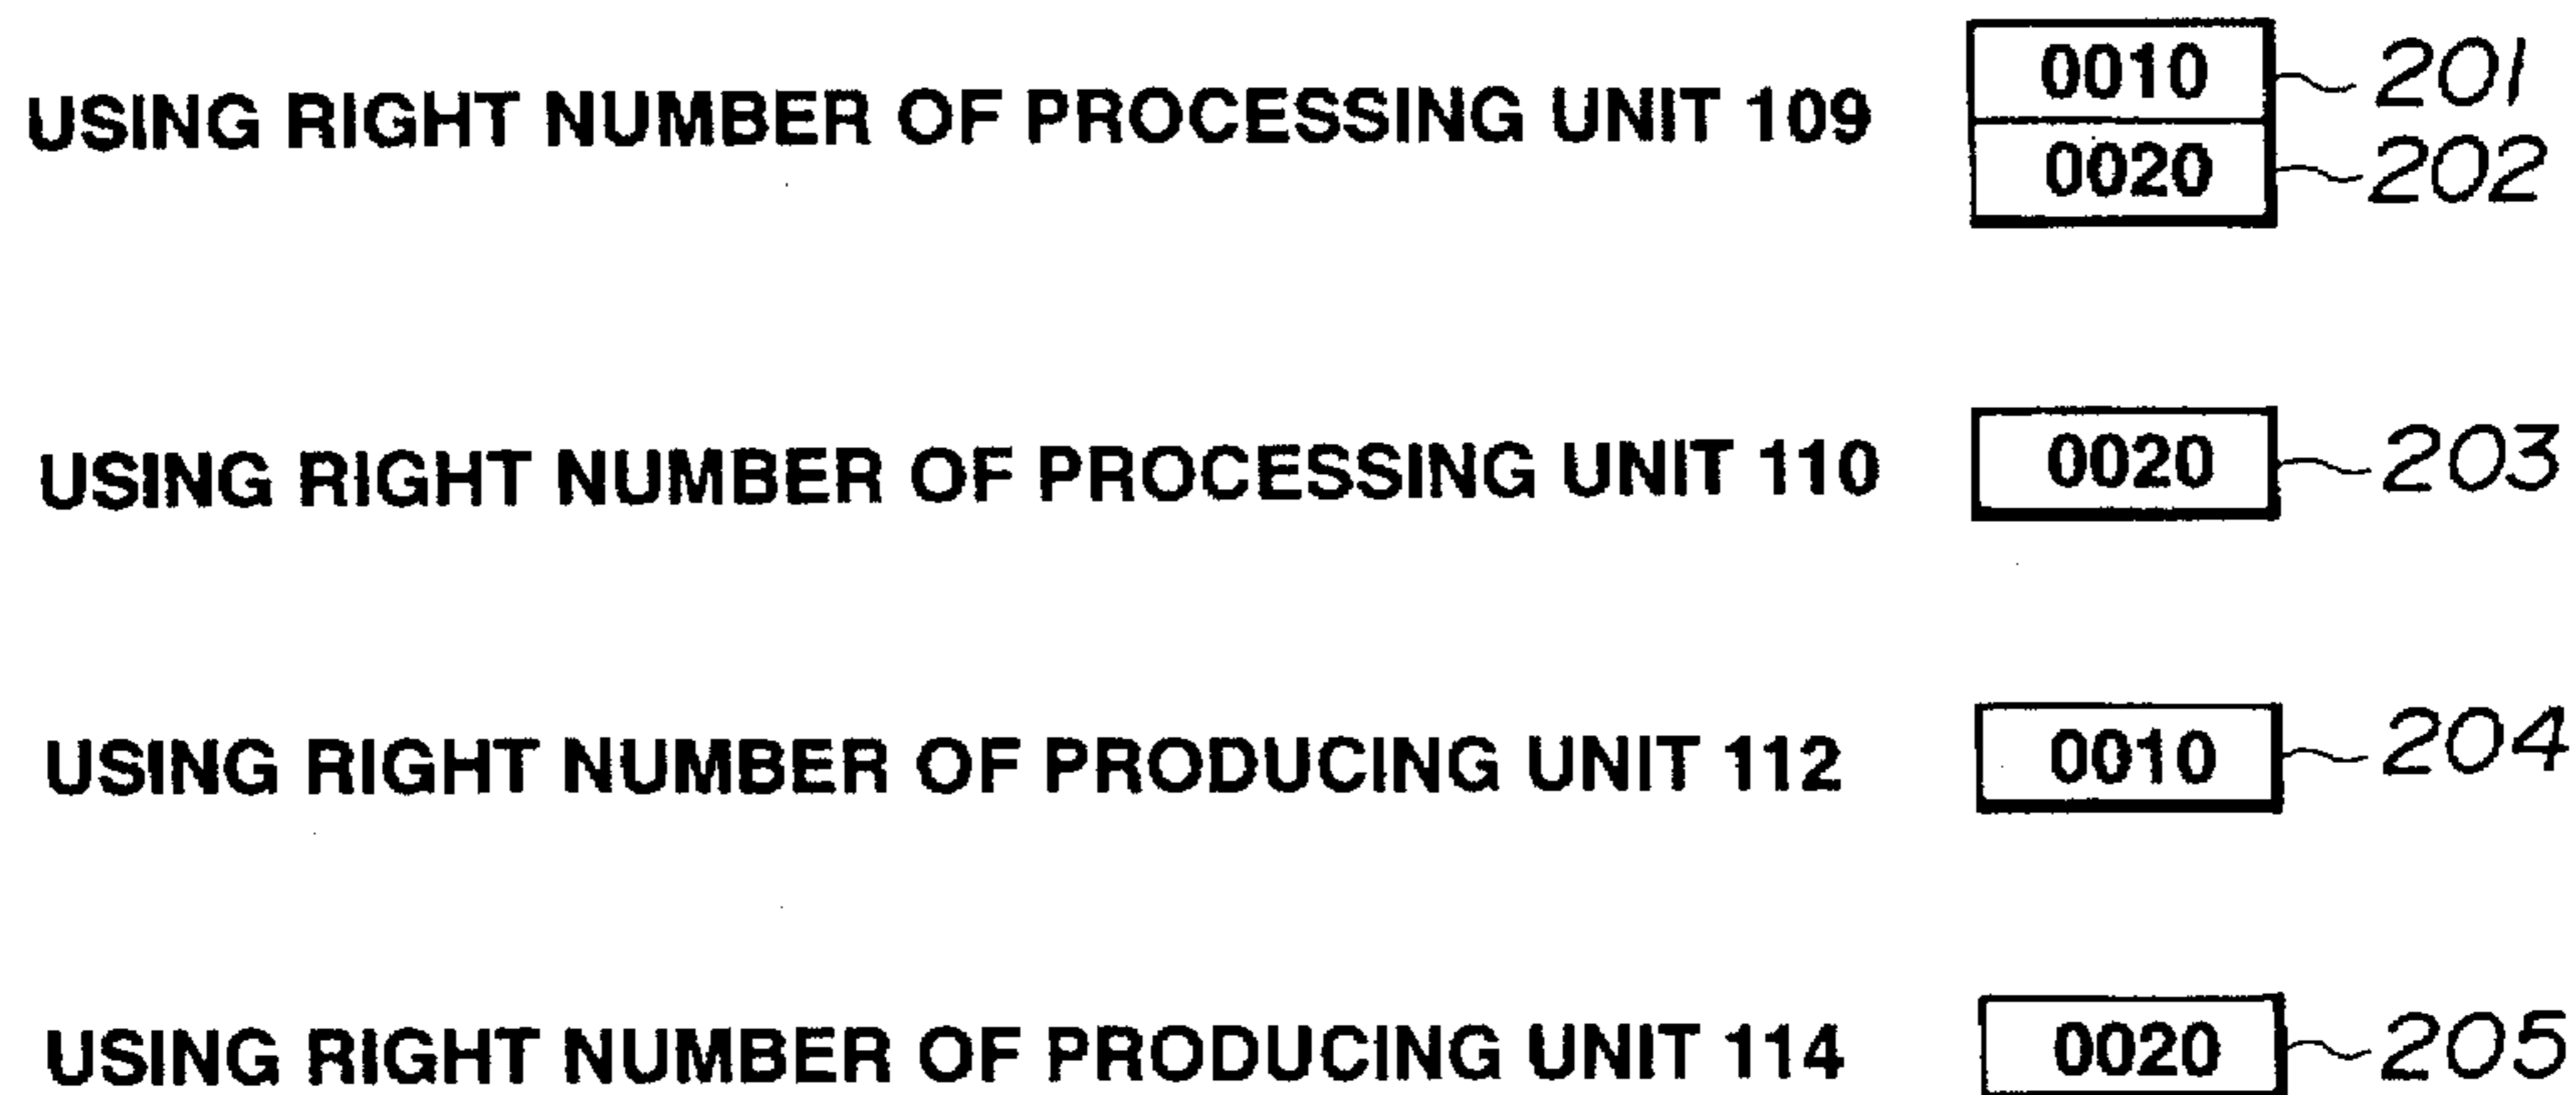 USING RIGHT NUMBER OF PROCESSING UNIT 109 0010 201
0020 202
USING RIGHT NUMBER OF PROCESSING UNIT 110 0020 203
USING RIGHT NUMBER OF PRODUCING UNIT 112 0010 204
USING RIGHT NUMBER OF PRODUCING UNIT 114 0020 205